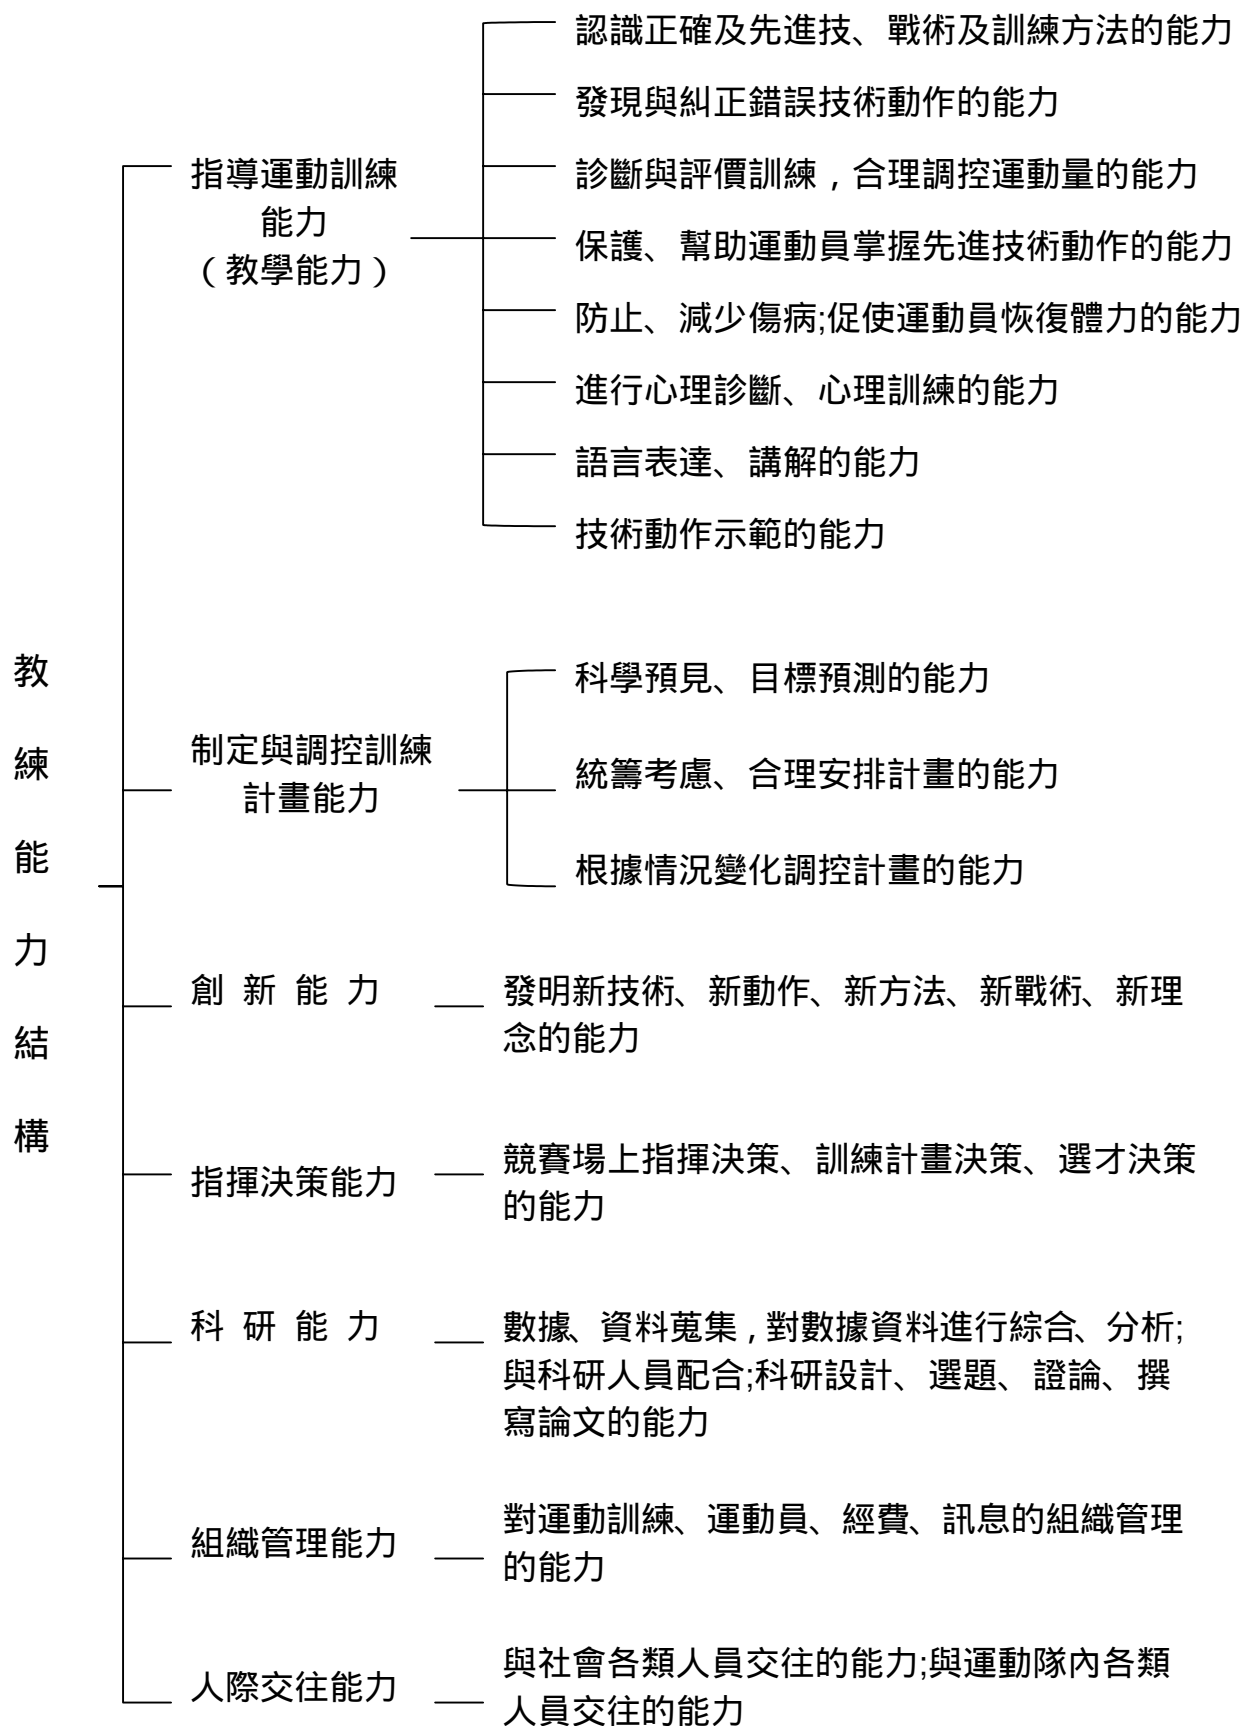 教練能力結構
指導運動訓練
能力
（教學能力）
認識正確及先進技、戰術及訓練方法的能力
發現與糾正錯誤技術動作的能力
診斷與評價訓練，合理調控運動量的能力
保護、幫助運動員掌握先進技術動作的能力
防止、減少傷病;促使運動員恢復體力的能力
進行心理診斷、心理訓練的能力
語言表達、講解的能力
技術動作示範的能力
制定與調控訓練
計畫能力
科學預見、目標預測的能力
統籌考慮、合理安排計畫的能力
根據情況變化調控計畫的能力
創 新 能 力
發明新技術、新動作、新方法、新戰術、新理
念的能力
指揮決策能力
競賽場上指揮決策、訓練計畫決策、選才決策
的能力
科 研 能 力
數據、資料蒐集，對數據資料進行綜合、分析;
與科研人員配合;科研設計、選題、證論、撰
寫論文的能力
組織管理能力
對運動訓練、運動員、經費、訊息的組織管理
的能力
人際交往能力
與社會各類人員交往的能力;與運動隊內各類
人員交往的能力